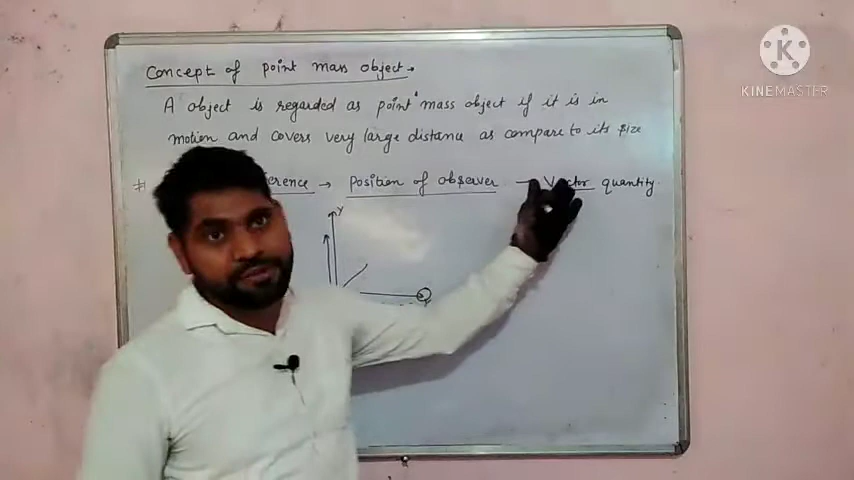 KINEMASTER
Concept of point mass object →
A object is regarded as point mass object if it is in
motion and covers very large distance as compare to its size
# → Position of observer → Vector quantity.
Y